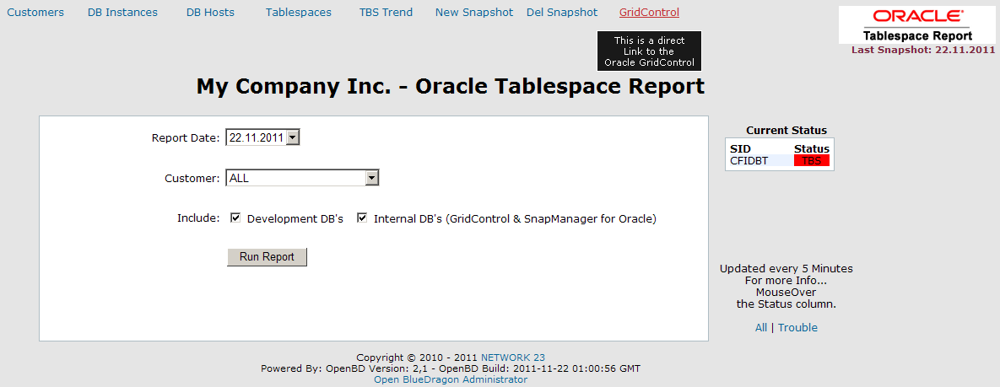 Customers DB Instances DB Hosts Tablespaces TBS Trend New Snapshot Del Snapshot GridControl
ORACLE®
Tablespace Report
Last Snapshot: 22.11.2011
This is a direct
Link to the
Oracle GridControl
My Company Inc. - Oracle Tablespace Report
Report Date: 22.11.2011
Customer: ALL
Include: Development DB's Internal DB's (GridControl & SnapManager for Oracle)
Run Report
Current Status
SID Status
CFIDBT TBS
Updated every 5 Minutes
For more Info...
MouseOver
the Status column.
All | Trouble
Copyright © 2010 - 2011 NETWORK 23
Powered By: OpenBD Version: 2,1 - OpenBD Build: 2011-11-22 01:00:56 GMT
Open BlueDragon Administrator